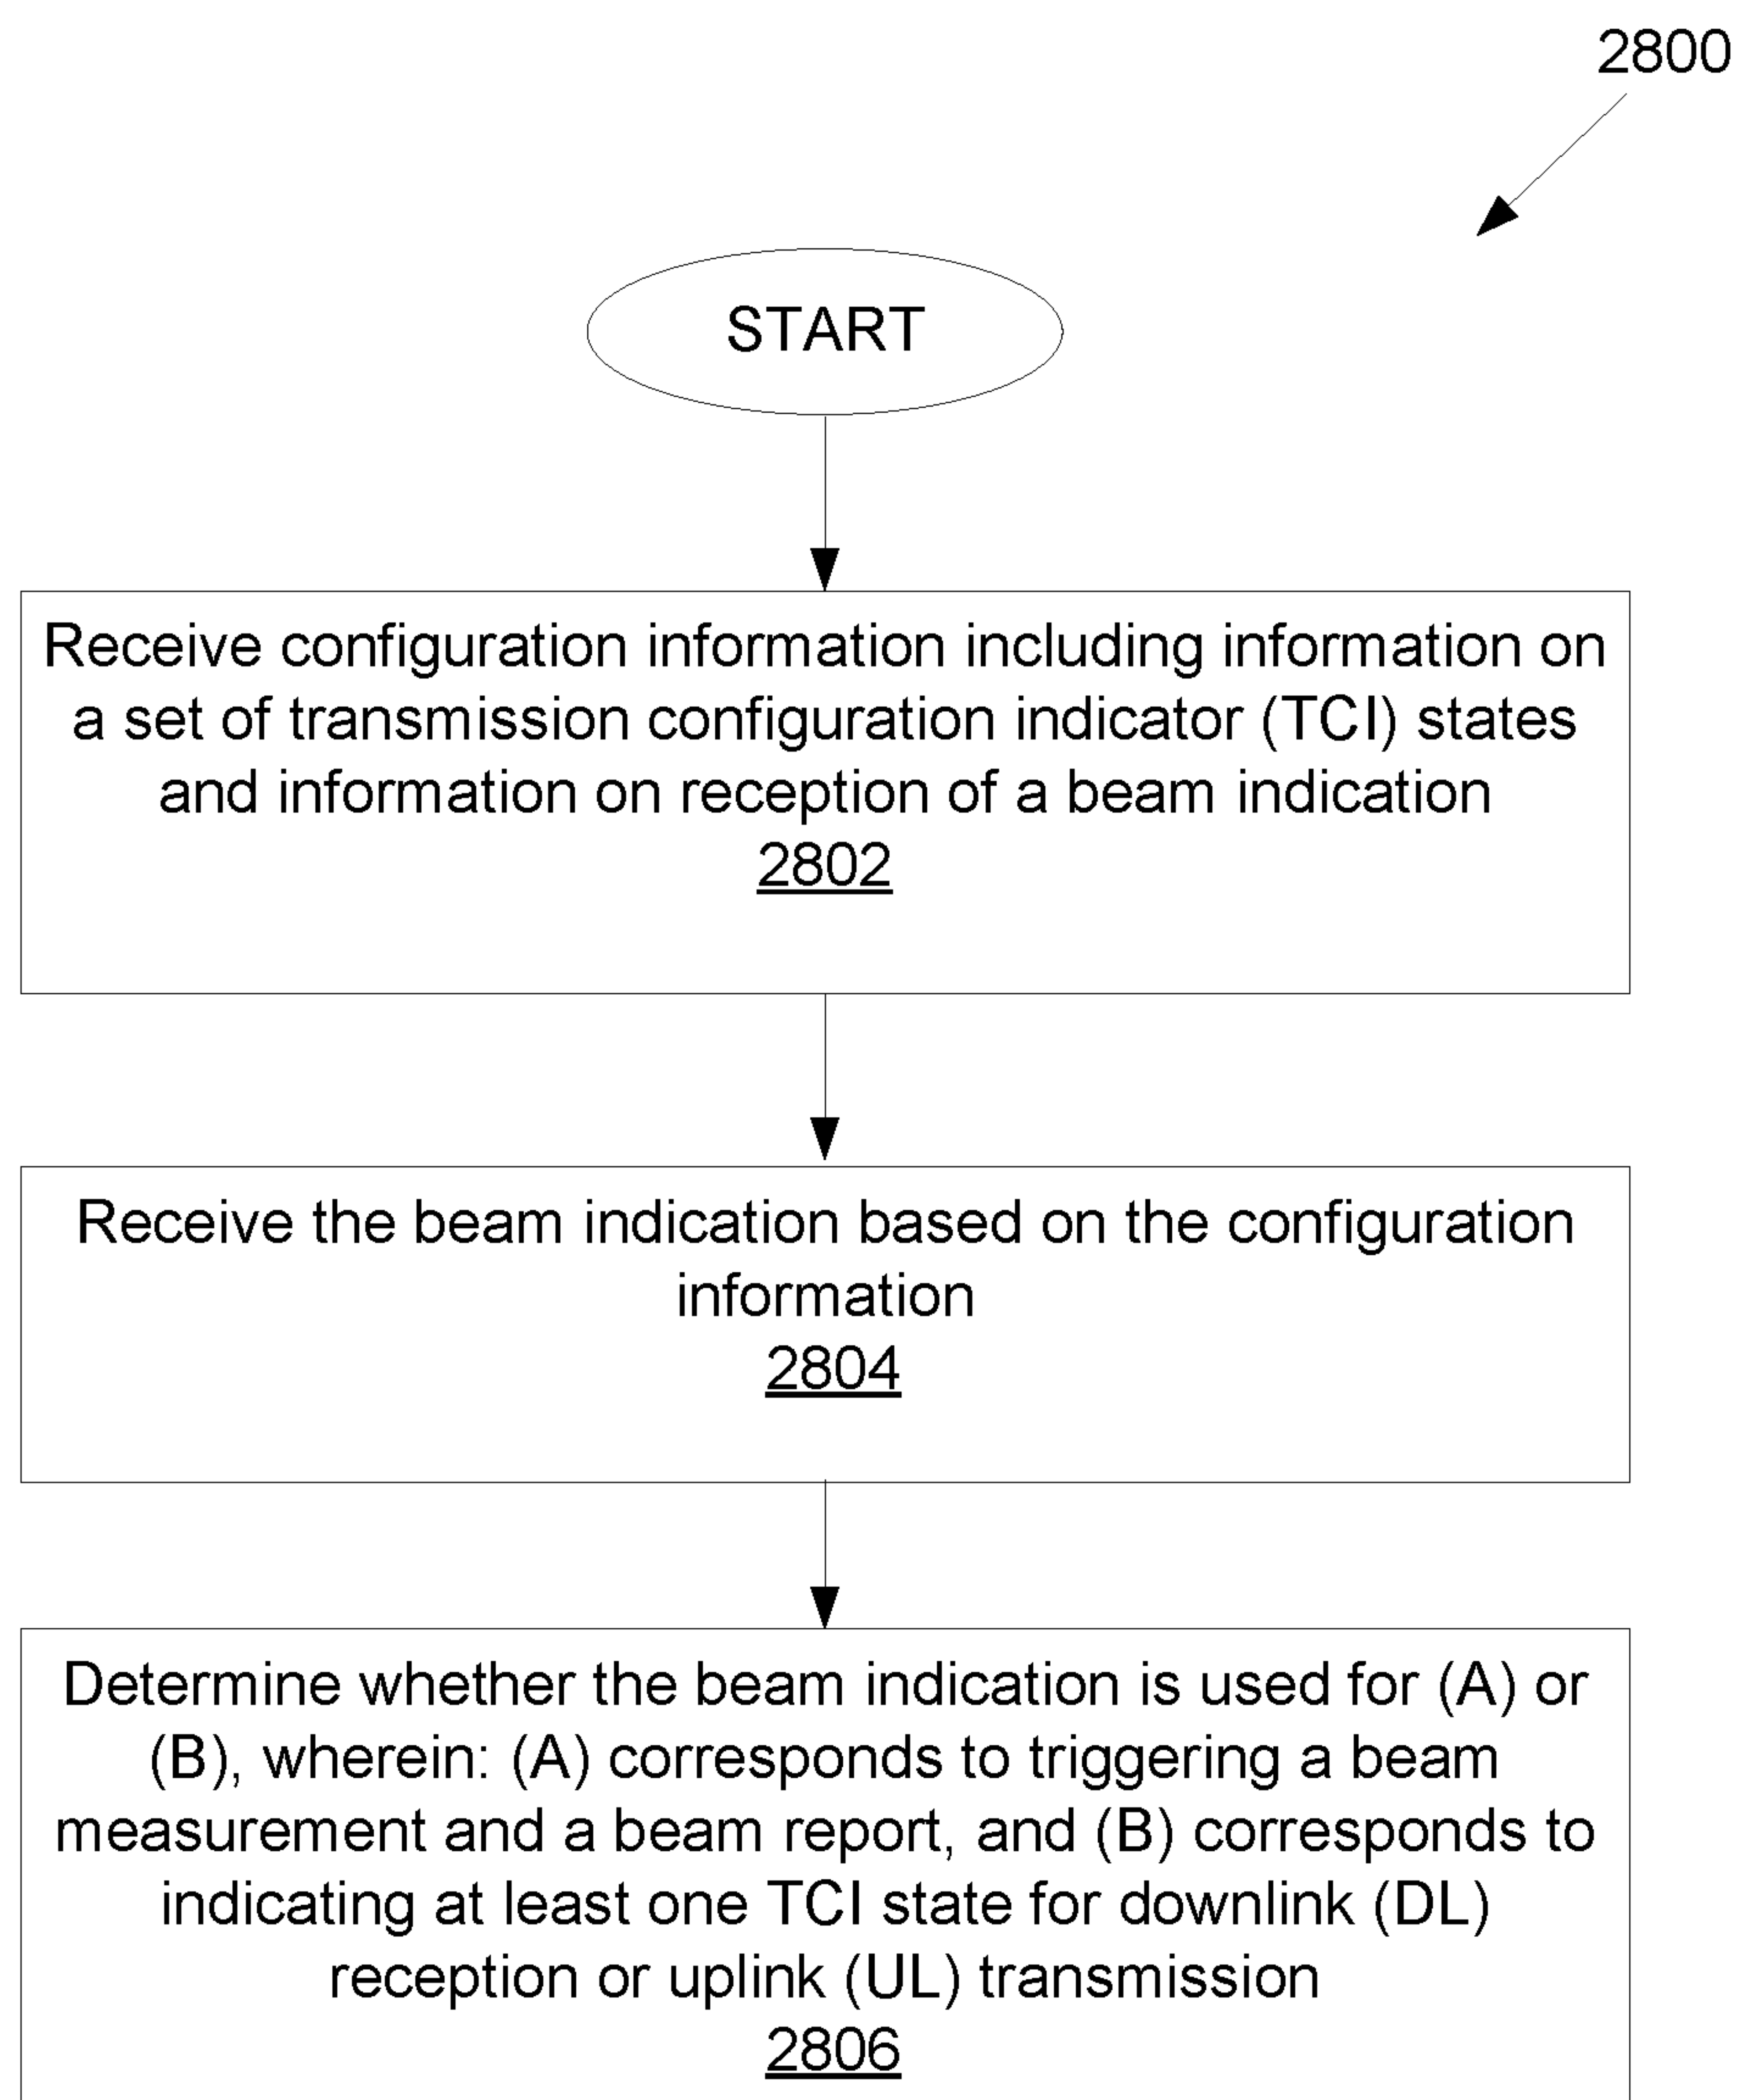 2800
START
Receive configuration information including information on
a set of transmission configuration indicator (TCI) states
and information on reception of a beam indication
2802
Receive the beam indication based on the configuration
information
2804
Determine whether the beam indication is used for (A) or
(B), wherein: (A) corresponds to triggering a beam
measurement and a beam report, and (B) corresponds to
indicating at least one TCI state for downlink (DL)
reception or uplink (UL) transmission
2806